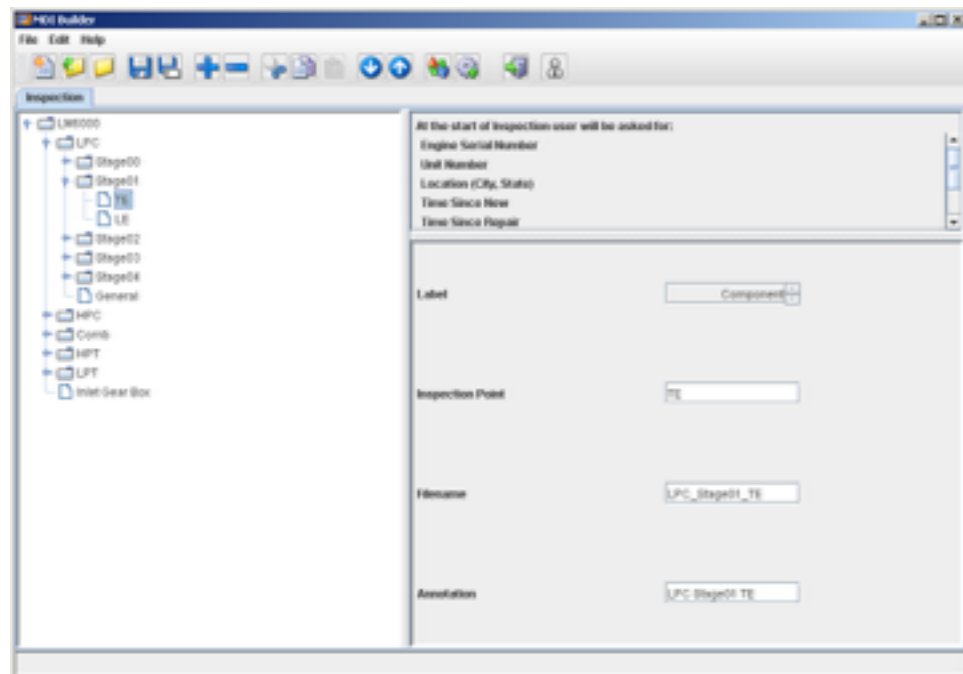 MDI Builder
File Edit Help
Inspection
LM6000
LPC
Stage00
Stage01
TE
LE
Stage02
Stage03
Stage04
General
HPC
Comb
HPT
LPT
Inlet Gear Box
At the start of Inspection user will be asked for:
Engine Serial Number
Unit Number
Location (City, State)
Time Since New
Time Since Repair
Label Component
Inspection Point TE
Filename LPC_Stage01_TE
Annotation LPC Stage01 TE